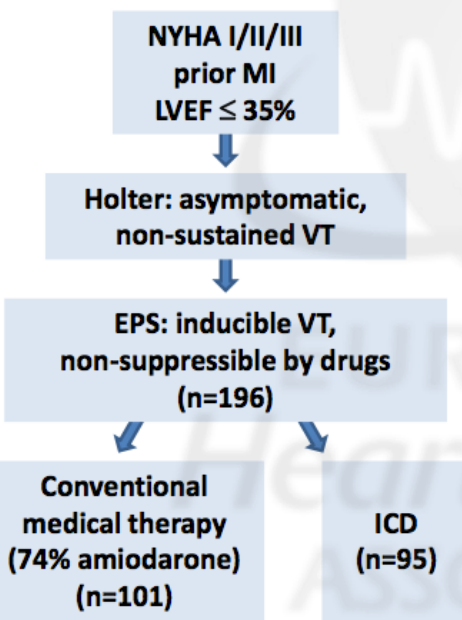 NYHA I/II/III
prior MI
LVEF ≤ 35%
Holter: asymptomatic,
non-sustained VT
EPS: inducible VT,
non-suppressible by drugs
(n=196)
Conventional
medical therapy
(74% amiodarone)
(n=101)
ICD
(n=95)